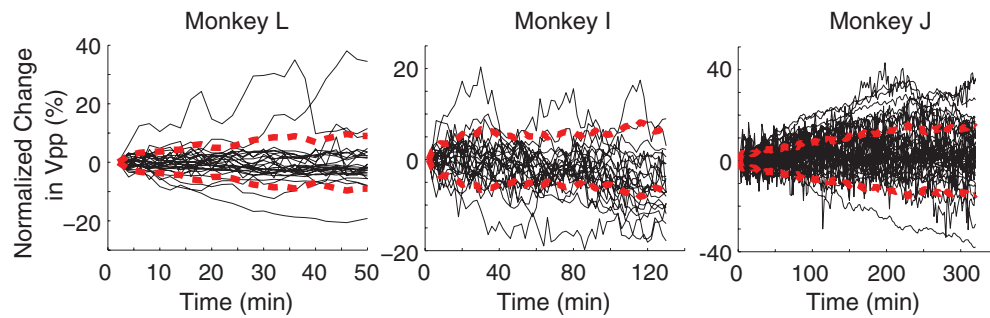 Monkey L
Monkey I
Monkey J
Normalized Change
in Vpp (%)
40
20
0
−20
0 10 20 30 40 50
Time (min)
20
0
−20
0 40 80 120
Time (min)
40
0
-40
0 100 200 300
Time (min)